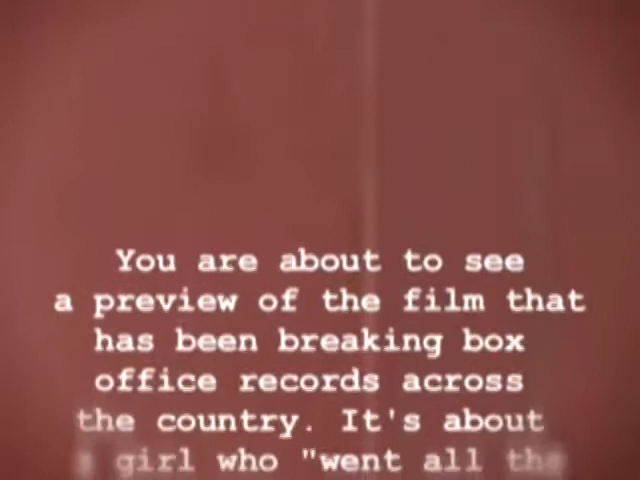 You are about to see
a preview of the film that
has been breaking box
office records across
the country. It's about
a girl who "went all the